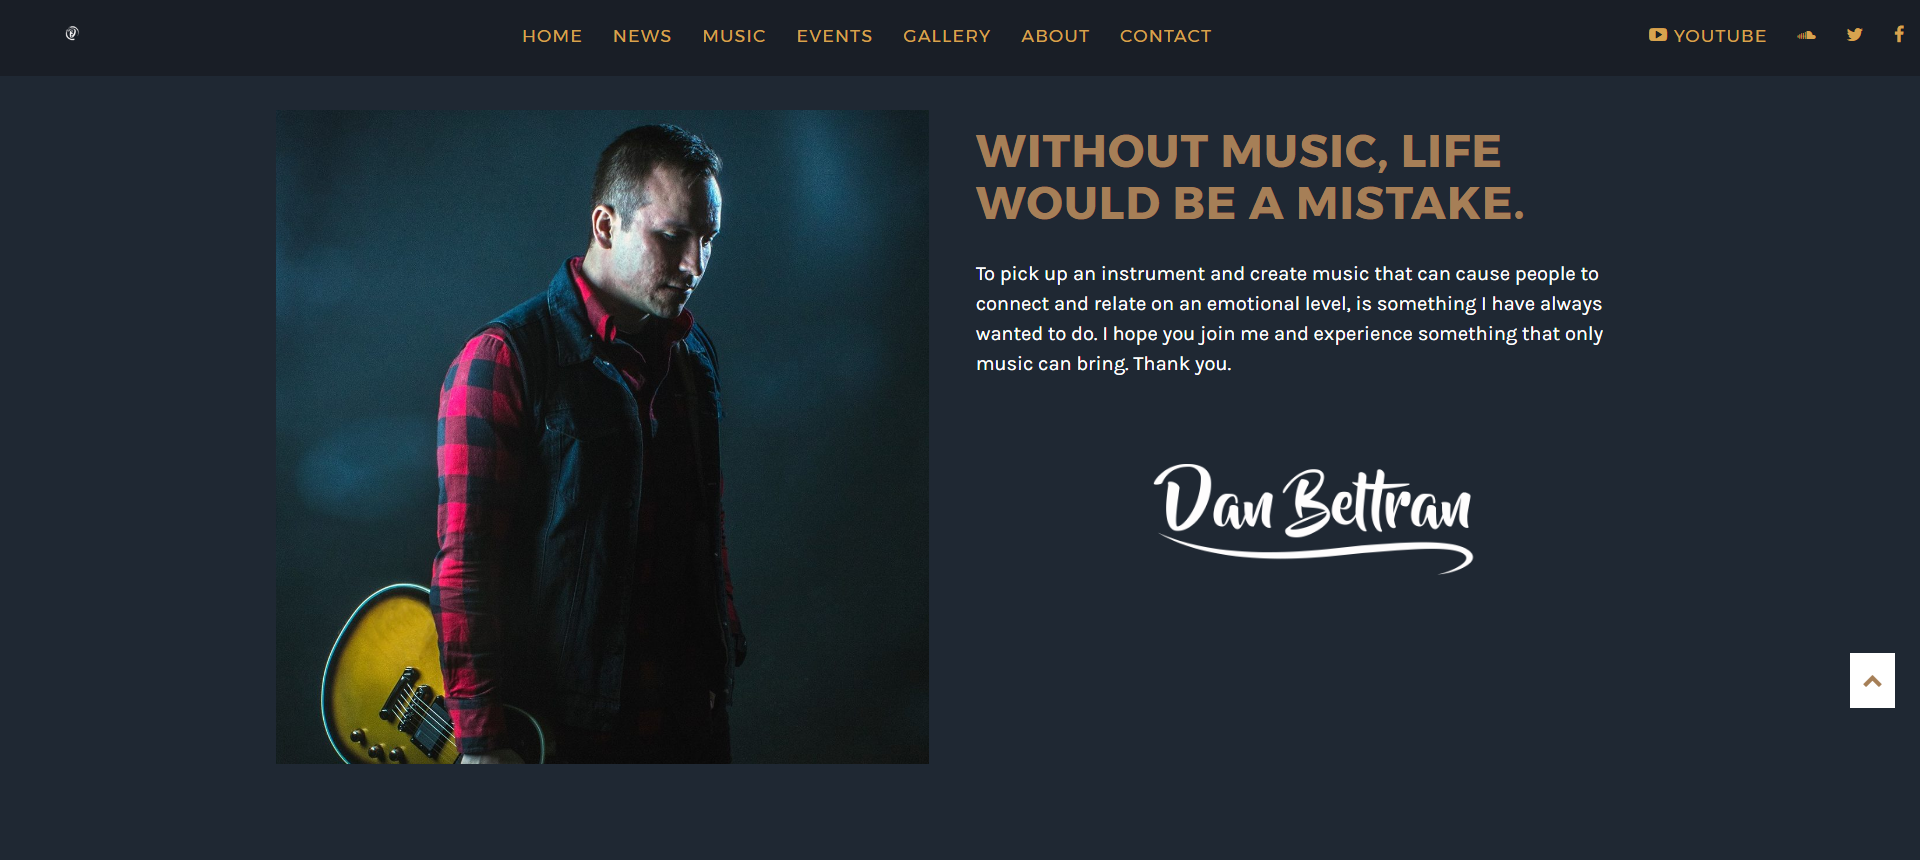 HOME NEWS MUSIC EVENTS GALLERY ABOUT CONTACT YOUTUBE
WITHOUT MUSIC, LIFE
WOULD BE A MISTAKE.
To pick up an instrument and create music that can cause people to
connect and relate on an emotional level, is something I have always
wanted to do. I hope you join me and experience something that only
music can bring. Thank you.
Dan Beltran